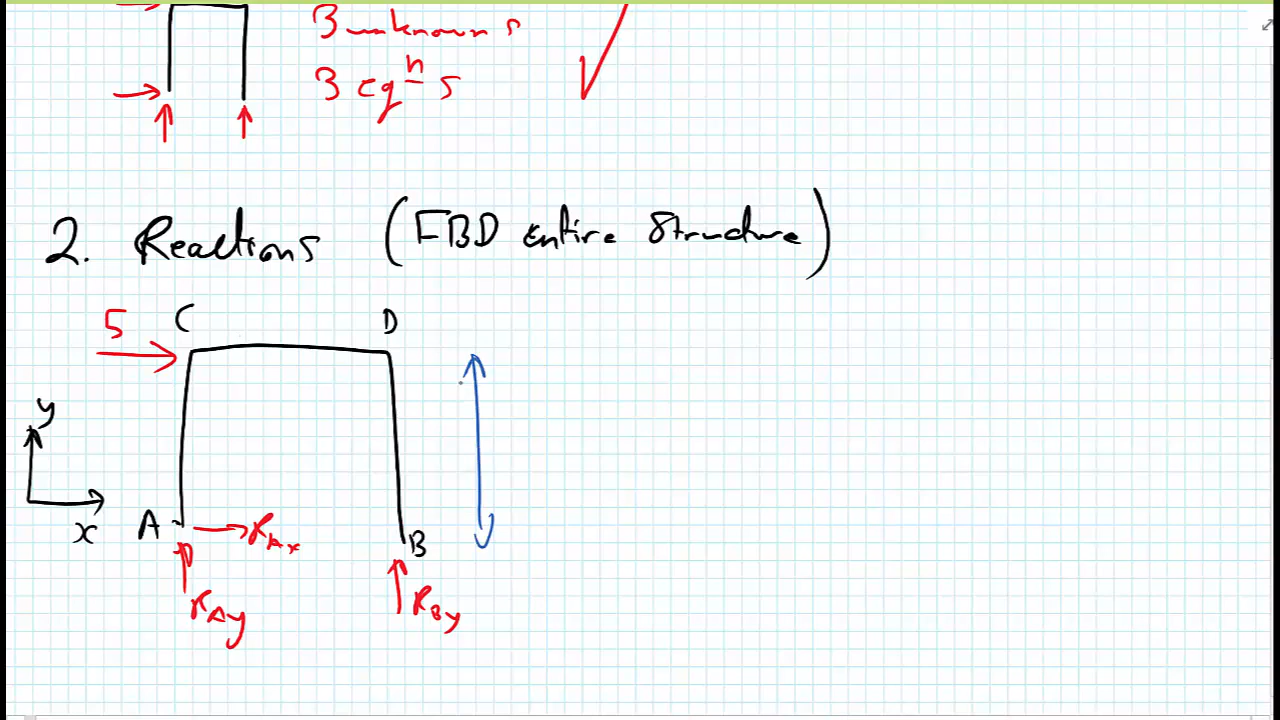 3 unknowns
3 eqns
2. Reactions (FBD Entire Structure)
5
C
D
y
x
A
RAx
B
RAy
RBy